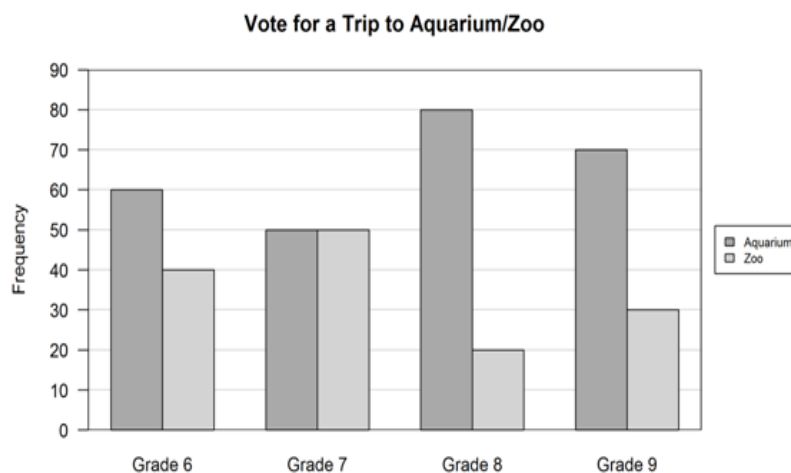 Vote for a Trip to Aquarium/Zoo
90
80
70
60
50
40
30
20
10
0
Frequency
Grade 6
Grade 7
Grade 8
Grade 9
Aquarium
Zoo